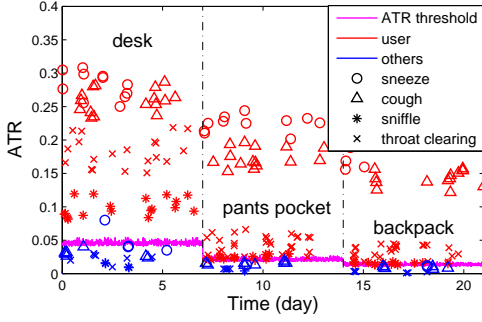 0.4
0.35
0.3
0.25
0.2
0.15
0.1
0.05
0
ATR
desk
pants pocket
backpack
ATR threshold
user
others
sneeze
cough
sniffle
throat clearing
0 5 10 15 20
Time (day)